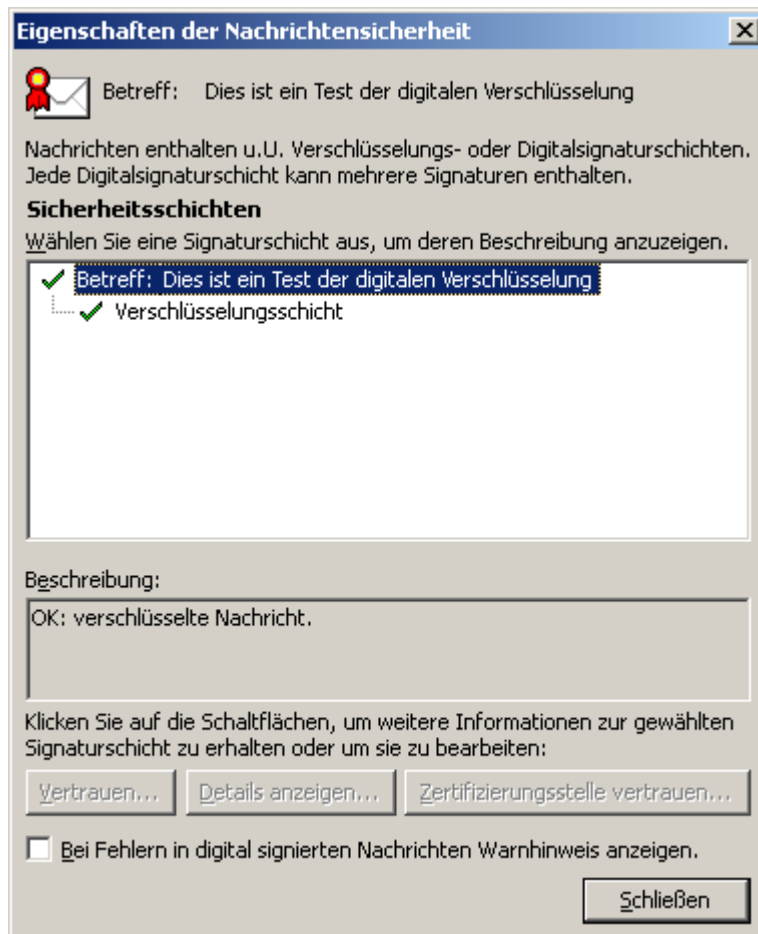 Eigenschaften der Nachrichtensicherheit
Betreff: Dies ist ein Test der digitalen Verschlüsselung
Nachrichten enthalten u.U. Verschlüsselungs- oder Digitalsignaturschichten.
Jede Digitalsignaturschicht kann mehrere Signaturen enthalten.
Sicherheitsschichten
Wählen Sie eine Signaturschicht aus, um deren Beschreibung anzuzeigen.
Betreff: Dies ist ein Test der digitalen Verschlüsselung
Verschlüsselungsschicht
Beschreibung:
OK: verschlüsselte Nachricht.
Klicken Sie auf die Schaltflächen, um weitere Informationen zur gewählten
Signaturschicht zu erhalten oder um sie zu bearbeiten:
Vertrauen... Details anzeigen... Zertifizierungsstelle vertrauen...
Bei Fehlern in digital signierten Nachrichten Warnhinweis anzeigen.
Schließen